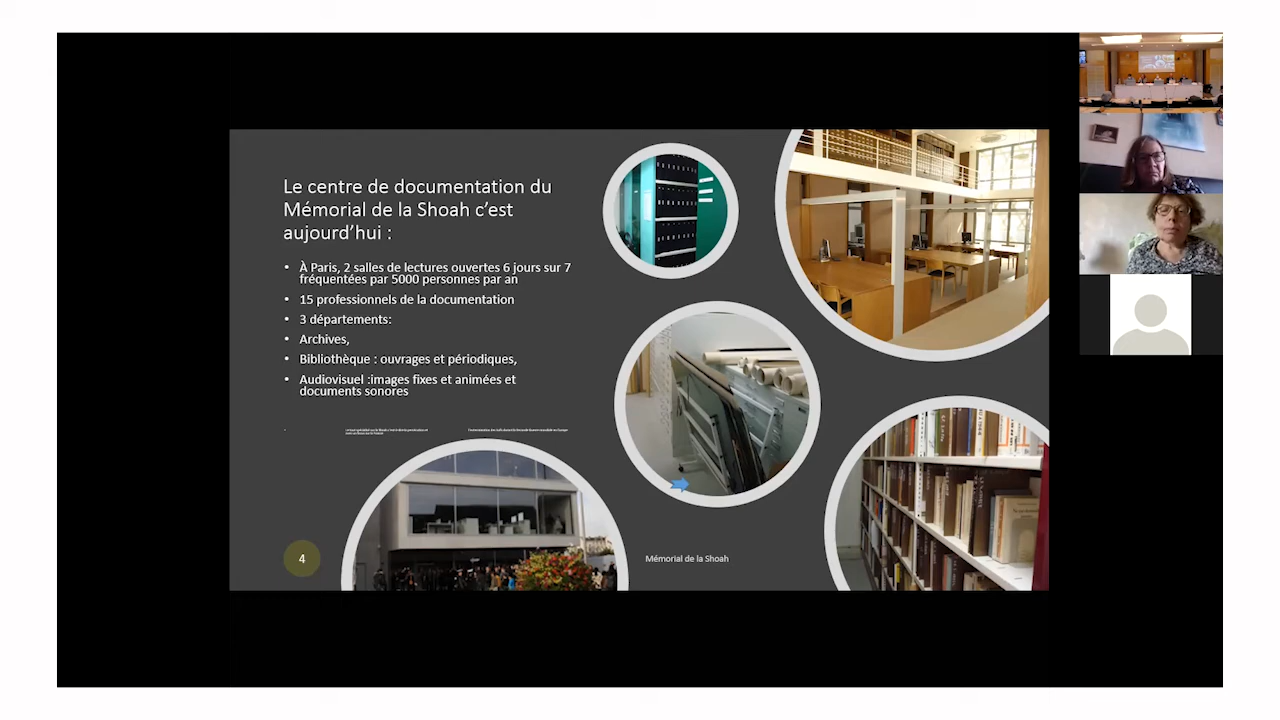 Le centre de documentation du
Mémorial de la Shoah c'est
aujourd'hui :
• À Paris, 2 salles de lectures ouvertes 6 jours sur 7
fréquentées par 5000 personnes par an
• 15 professionnels de la documentation
• 3 départements:
• Archives,
• Bibliothèque : ouvrages et périodiques,
• Audiovisuel :images fixes et animées et
documents sonores
4
Mémorial de la Shoah